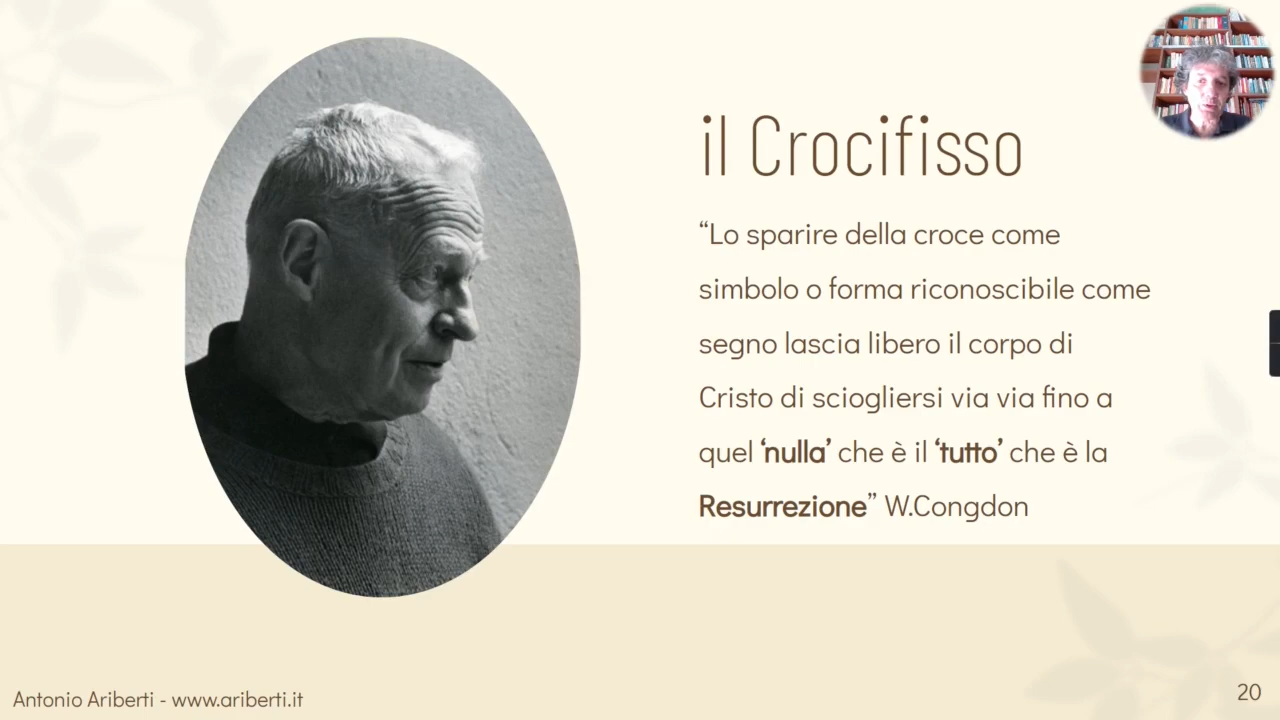 il Crocifisso
“Lo sparire della croce come
simbolo o forma riconoscibile come
segno lascia libero il corpo di
Cristo di sciogliersi via via fino a
quel ‘nulla’ che è il ‘tutto’ che è la
Resurrezione” W.Congdon
Antonio Ariberti - www.ariberti.it
20